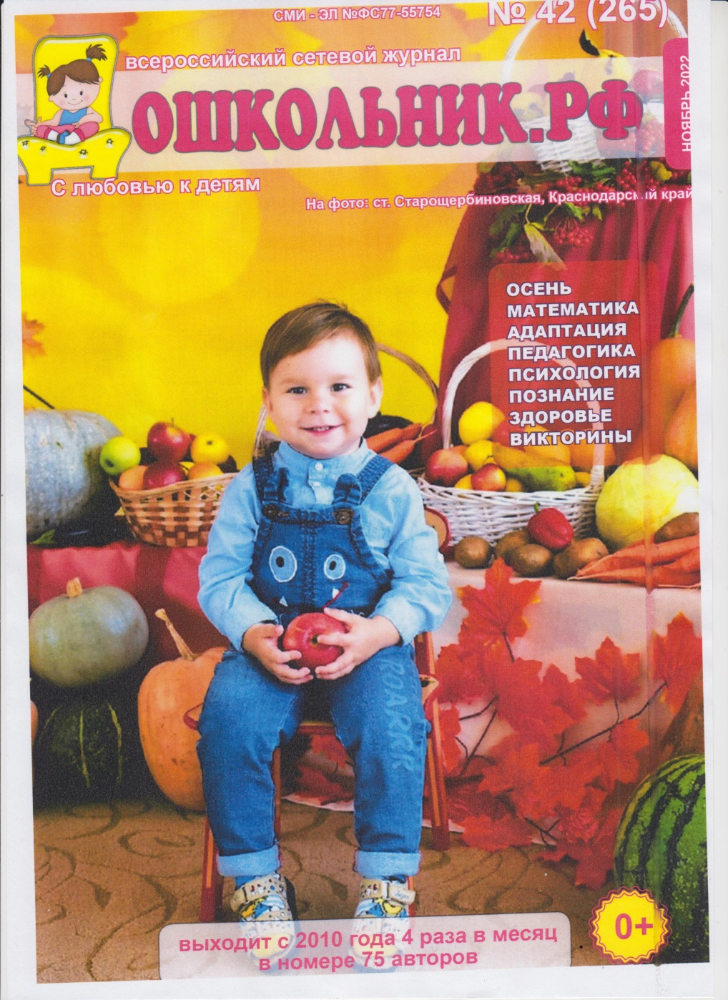 СМИ - ЭЛ №ФС77-55754
№ 42 (265)
всероссийский сетевой журнал
ОШКОЛЬНИК.РФ
НОЯБРЬ 2022
С любовью к детям
На фото: ст. Старощербиновская, Краснодарский край
ОСЕНЬ
МАТЕМАТИКА
АДАПТАЦИЯ
ПЕДАГОГИКА
ПСИХОЛОГИЯ
ПОЗНАНИЕ
ЗДОРОВЬЕ
ВИКТОРИНЫ
ROARRR
0+
выходит с 2010 года 4 раза в месяц
в номере 75 авторов